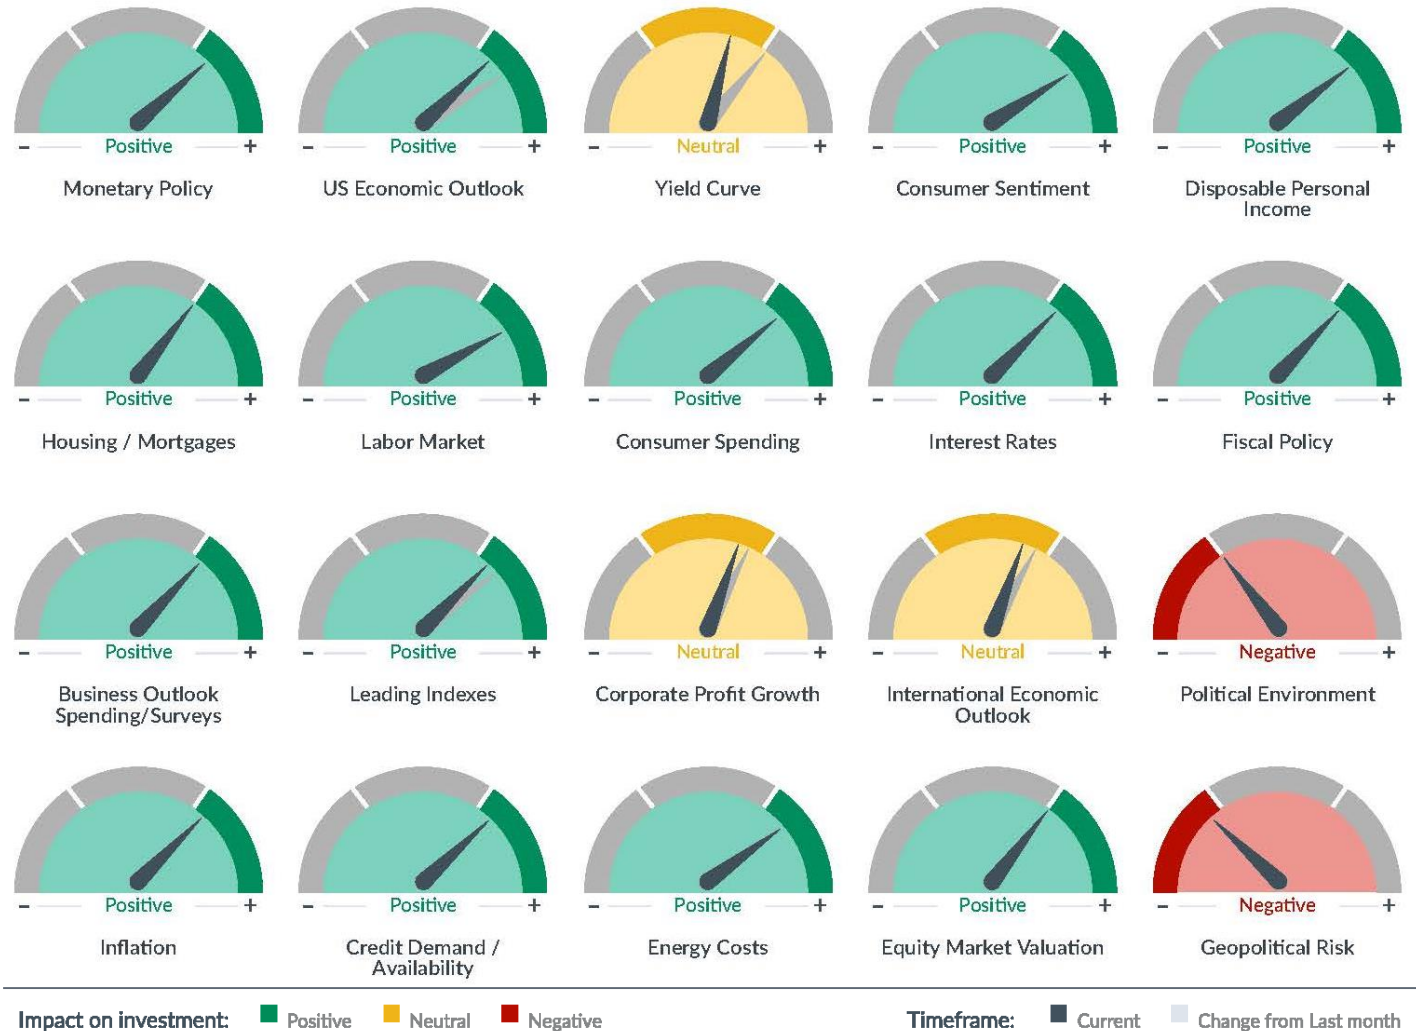 - Positive +
- Positive +
- Neutral +
- Positive +
- Positive +
Monetary Policy
US Economic Outlook
Yield Curve
Consumer Sentiment
Disposable Personal
Income
- Positive +
- Positive +
- Positive +
- Positive +
- Positive +
Housing / Mortgages
Labor Market
Consumer Spending
Interest Rates
Fiscal Policy
- Positive +
- Positive +
- Neutral +
- Neutral +
- Negative +
Business Outlook
Spending/Surveys
Leading Indexes
Corporate Profit Growth
International Economic
Outlook
Political Environment
- Positive +
- Positive +
- Positive +
- Positive +
- Negative +
Inflation
Credit Demand /
Availability
Energy Costs
Equity Market Valuation
Geopolitical Risk
Impact on investment: Positive Neutral Negative
Timeframe: Current Change from Last month